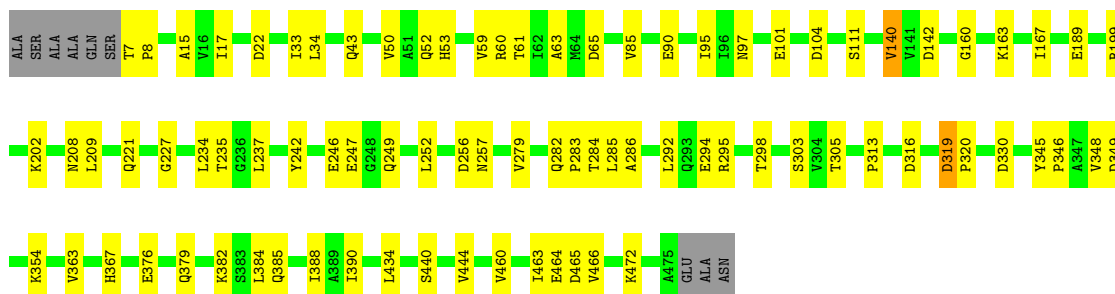 ALA SER ALA ALA GLN SER T7 P8 A15 V16 I17 D22 I33 L34 Q43 V50 A51 Q52 H53 V59 R60 T61 I62 A63 M64 D65 V85 E90 I95 I96 N97 E101 D104 S111 V140 V141 D142 G160 K163 I167 E189
K202 N208 L209 Q221 G227 L234 T235 G236 L237 Y242 E246 E247 G248 Q249 L252 D256 N257 V279 Q282 P283 T284 L285 A286 L292 Q293 E294 R295 T298 S303 V304 T305 P313 D316 D319 P320 D330 Y345 P346 A347 V348
K354 V363 H367 E376 Q379 K382 S383 L384 Q385 I388 A389 I390 L434 S440 V444 V460 I463 E464 D465 V466 K472 A475 GLU ALA ASN